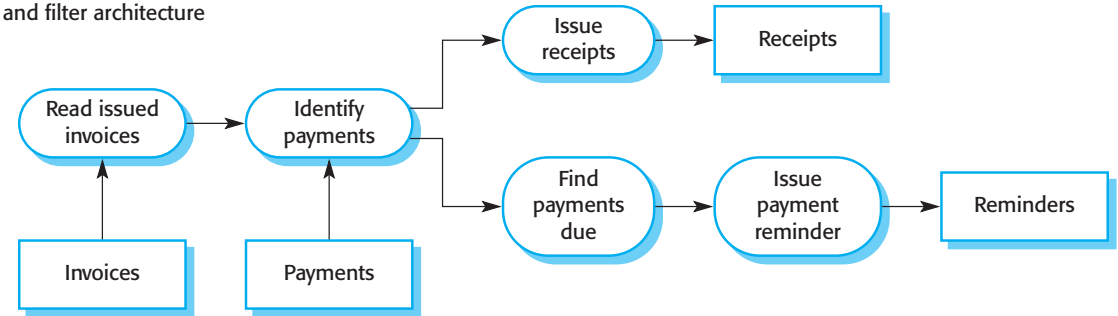 and filter architecture
Issue
receipts
Receipts
Read issued
invoices
Identify
payments
Find
payments
due
Issue
payment
reminder
Reminders
Invoices
Payments